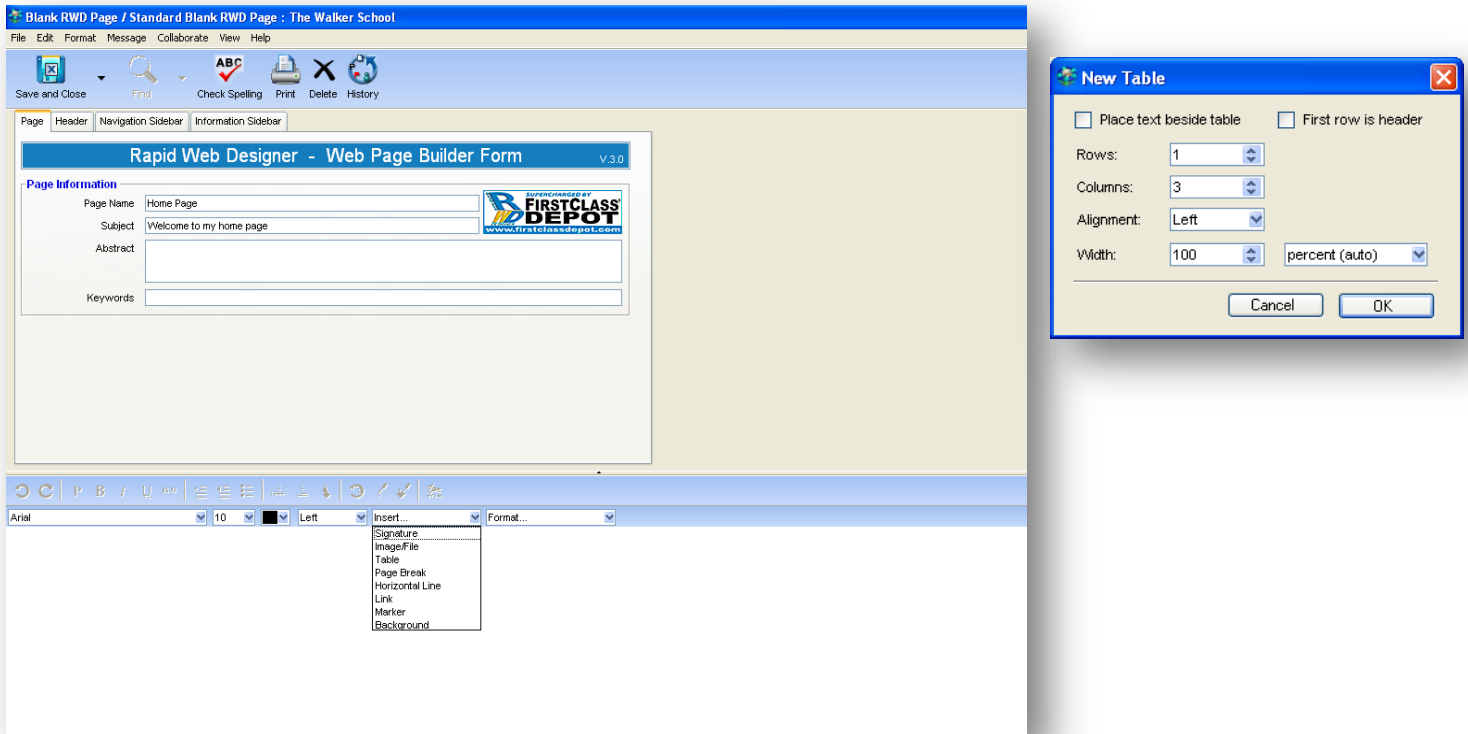 Blank RWD Page / Standard Blank RWD Page : The Walker School
File Edit Format Message Collaborate View Help
ABC
Save and Close Find Check Spelling Print Delete History
Page Header Navigation Sidebar Information Sidebar
Rapid Web Designer - Web Page Builder Form V.3.0
Page Information
Page Name Home Page
Subject Welcome to my home page
Abstract
Keywords
SUPERCHARGED BY
FIRSTCLASS
DEPOT
www.firstclassdepot.com
P B I U
Arial 10 Left Insert... Format...
Signature
Image/File
Table
Page Break
Horizontal Line
Link
Marker
Background
New Table
Place text beside table First row is header
Rows: 1
Columns: 3
Alignment: Left
Width: 100 percent (auto)
Cancel OK